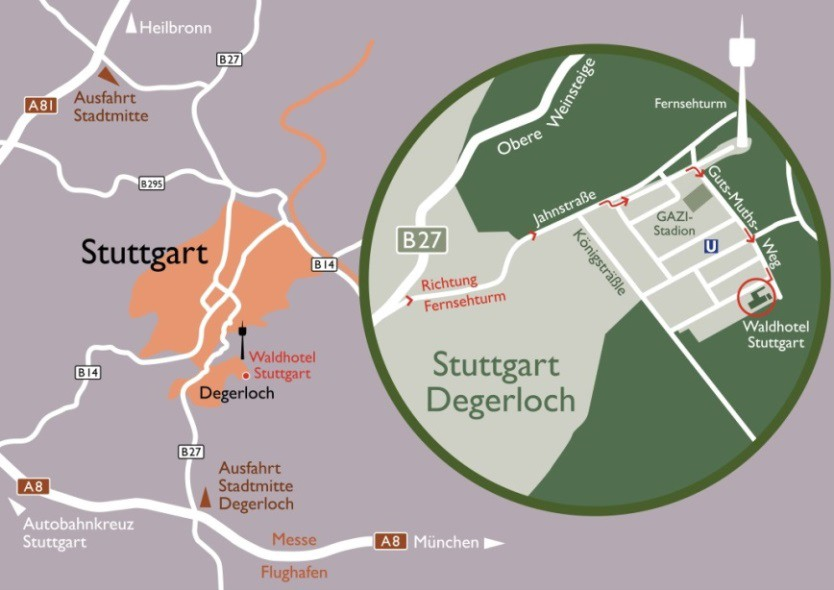 Heilbronn
B27
A81
Ausfahrt
Stadtmitte
B295
Stuttgart
B14
Waldhotel
Stuttgart
Degerloch
B14
B27
A8
Ausfahrt
Stadtmitte
Degerloch
Autobahnkreuz
Stuttgart
Messe
Flughafen
A8 München
Obere Weinsteige
Fernsehturm
Jahnstraße
Guts-Muths-
Weg
GAZI-
Stadion
U
Königsträßle
B27
Richtung
Fernsehturm
Waldhotel
Stuttgart
Stuttgart
Degerloch